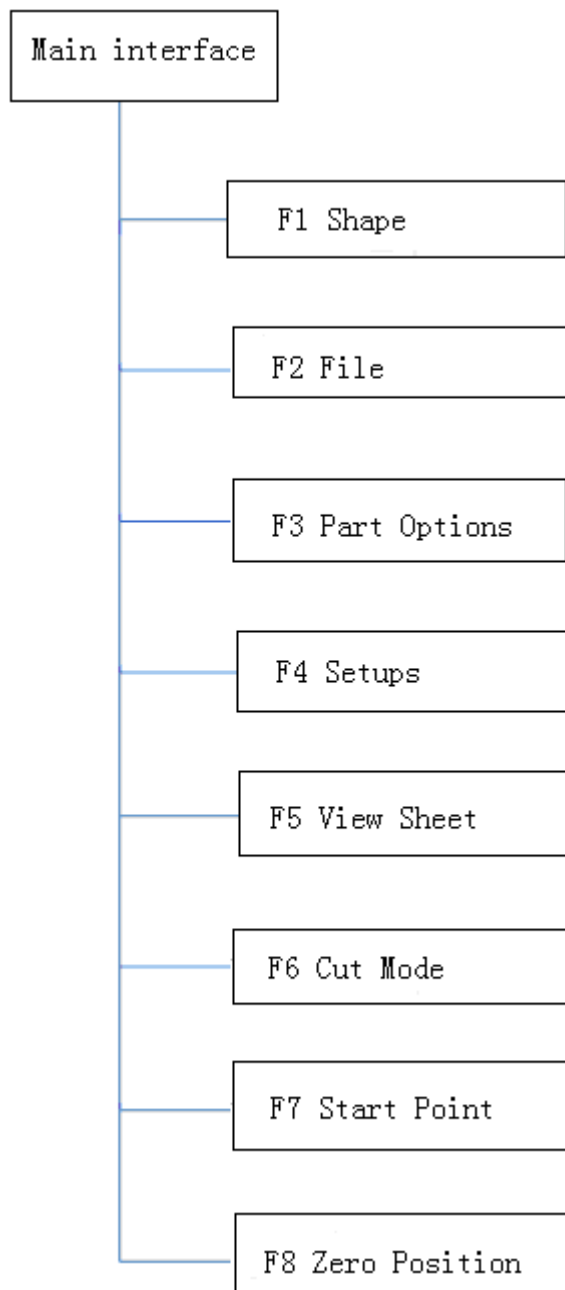 Main interface
F1 Shape
F2 File
F3 Part Options
F4 Setups
F5 View Sheet
F6 Cut Mode
F7 Start Point
F8 Zero Position